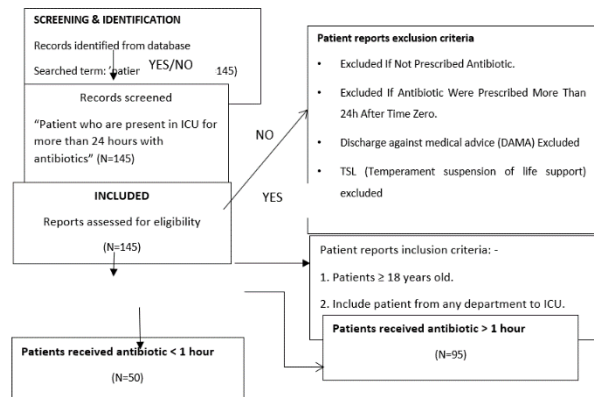 SCREENING & IDENTIFICATION
Records identified from database
Searched term: 'patier 145)
YES/NO
Records screened
"Patient who are present in ICU for
more than 24 hours with
antibiotics" (N=145)
INCLUDED
Reports assessed for eligibility
(N=145)
NO
YES
Patient reports exclusion criteria
• Excluded If Not Prescribed Antibiotic.
• Excluded If Antibiotic Were Prescribed More Than
24h After Time Zero.
• Discharge against medical advice (DAMA) Excluded
• TSL (Temperament suspension of life support)
excluded
Patient reports inclusion criteria: -
1. Patients ≥ 18 years old.
2. Include patient from any department to ICU.
Patients received antibiotic < 1 hour
(N=50)
Patients received antibiotic > 1 hour
(N=95)